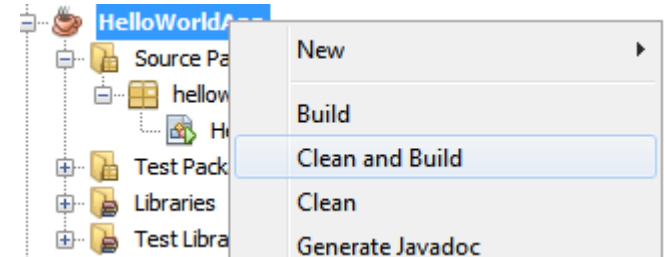 HelloWorldApp
Source Pa
hellow
He
Test Pack
Libraries
Test Libra
New
Build
Clean and Build
Clean
Generate Javadoc